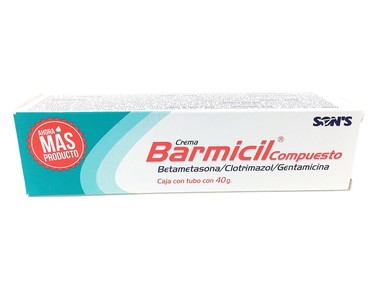 AHORA
MÁS
PRODUCTO
SON'S
Crema
Barmicil® Compuesto
Betametasona/Clotrimazol/Gentamicina
Caja con tubo con 40g.